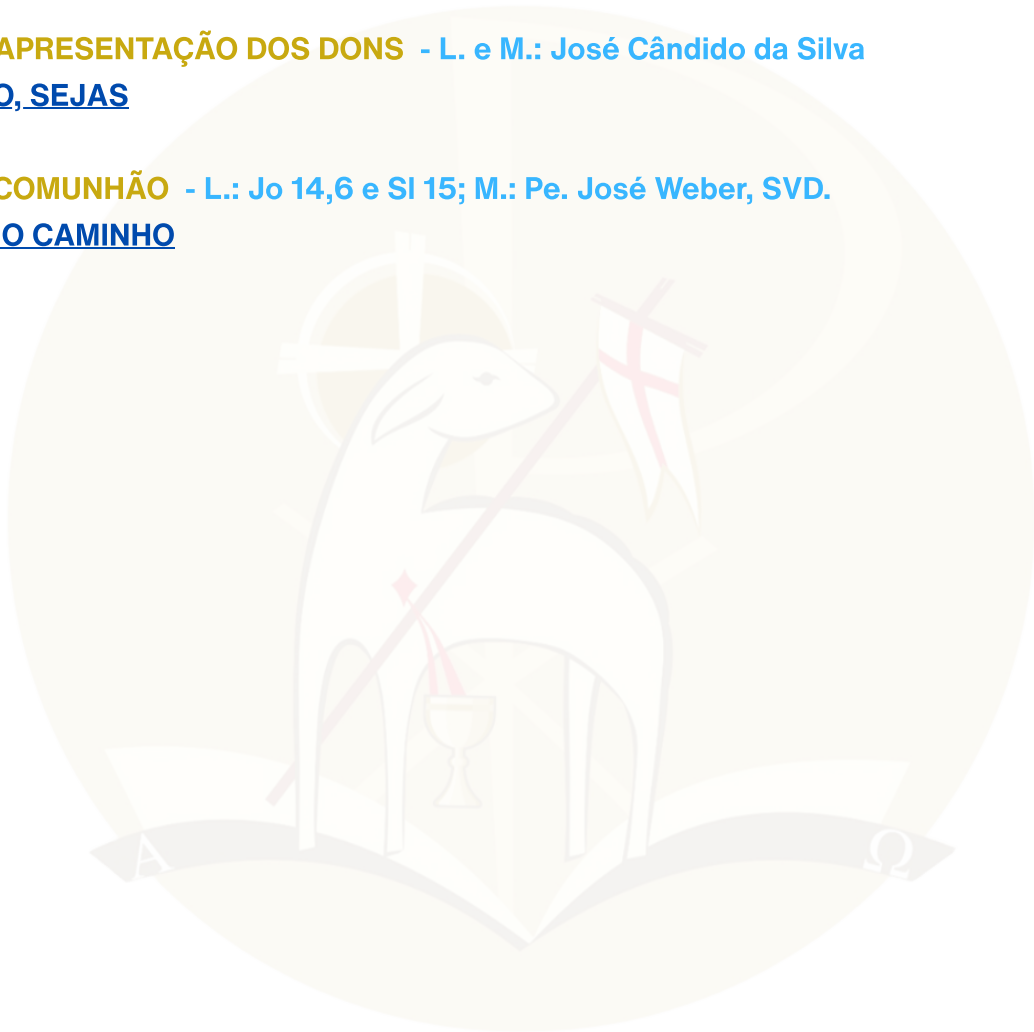 APRESENTAÇÃO DOS DONS - L. e M.: José Cândido da Silva
O, SEJAS
COMUNHÃO - L.: Jo 14,6 e Sl 15; M.: Pe. José Weber, SVD.
O CAMINHO
Α Ω